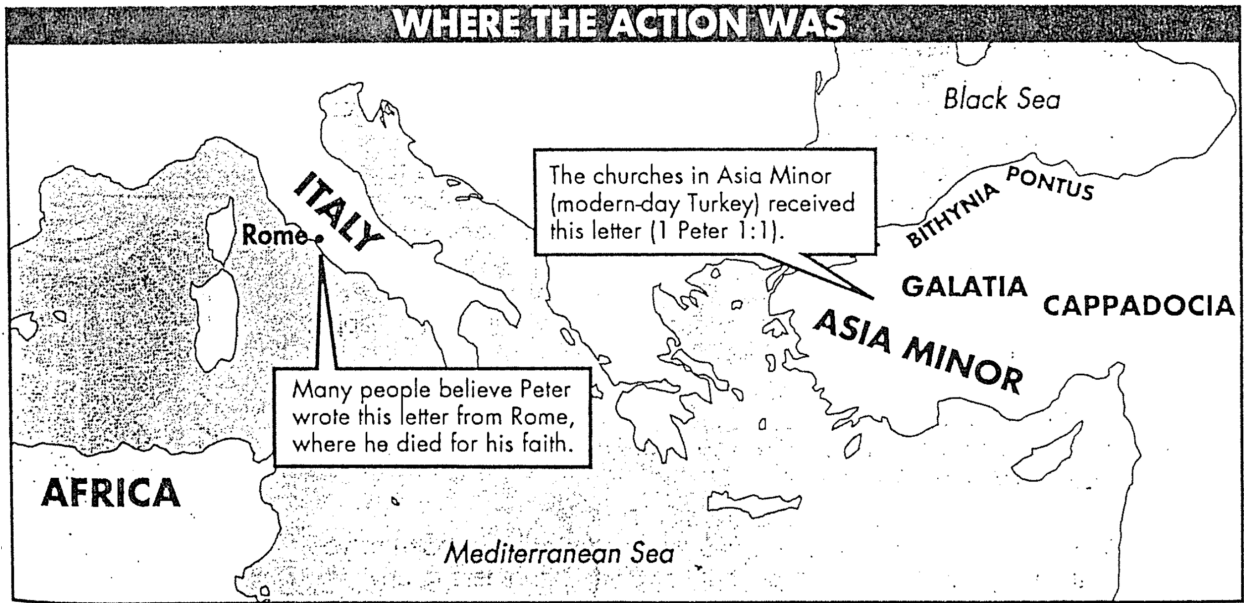 WHERE THE ACTION WAS
Black Sea
The churches in Asia Minor
(modern-day Turkey) received
this letter (1 Peter 1:1).
PONTUS
BITHYNIA
ITALY
Rome
GALATIA
CAPPADOCIA
ASIA MINOR
Many people believe Peter
wrote this letter from Rome,
where he died for his faith.
AFRICA
Mediterranean Sea